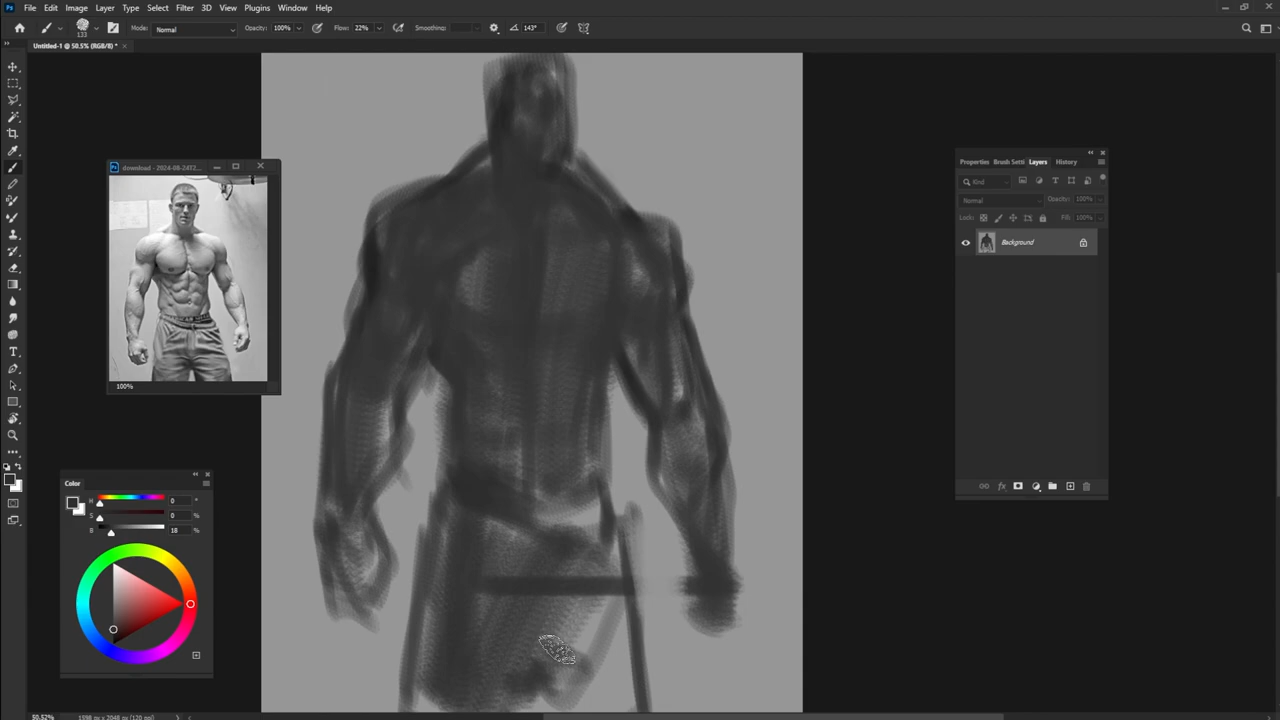 File Edit Image Layer Type Select Filter 3D View Plugins Window Help
133 Mode: Normal Opacity: 100% Flow: 22% Smoothing: 143°
Untitled-1 @ 50.5% (RGB/8) *
download - 2024-08-24T2...
100%
Properties Brush Setti Layers History
Kind
Normal Opacity: 100%
Lock: Fill: 100%
Background
fx
Color
H 0 °
S 0 %
B 18 %
50.52% 1598 px x 2048 px (120 ppi)